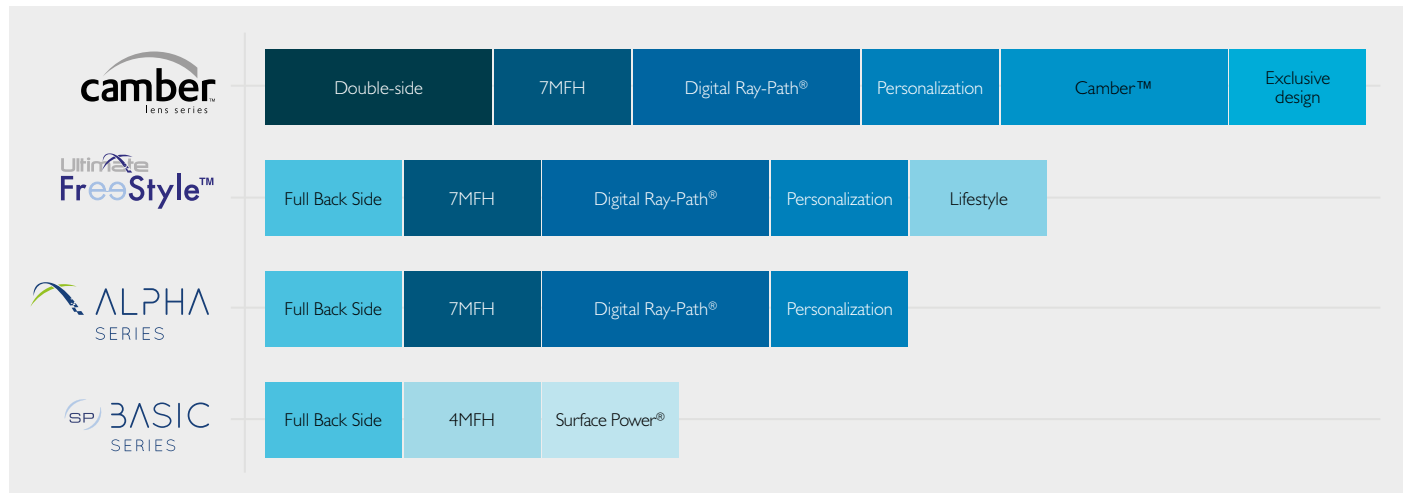 camber™
lens series
Double-side
7MFH
Digital Ray-Path®
Personalization
Camber™
Exclusive
design
Ultimate
FreeStyle™
Full Back Side
7MFH
Digital Ray-Path®
Personalization
Lifestyle
ALPHA
SERIES
Full Back Side
7MFH
Digital Ray-Path®
Personalization
SP BASIC
SERIES
Full Back Side
4MFH
Surface Power®